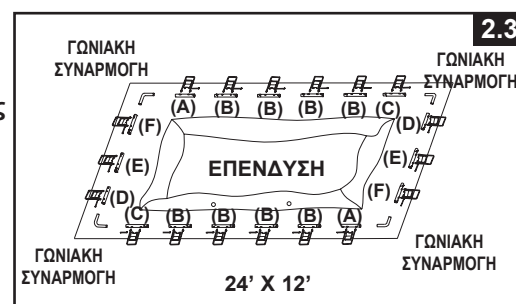 2.3
ΓΩΝΙΑΚΗ
ΣΥΝΑΡΜΟΓΗ
ΓΩΝΙΑΚΗ
ΣΥΝΑΡΜΟΓΗ
(A) (B) (B) (B) (B) (C)
(F) (D)
(E) ΕΠΕΝΔΥΣΗ (E)
(D) (F)
(C) (B) (B) (B) (B) (A)
ΓΩΝΙΑΚΗ
ΣΥΝΑΡΜΟΓΗ
ΓΩΝΙΑΚΗ
ΣΥΝΑΡΜΟΓΗ
24' X 12'